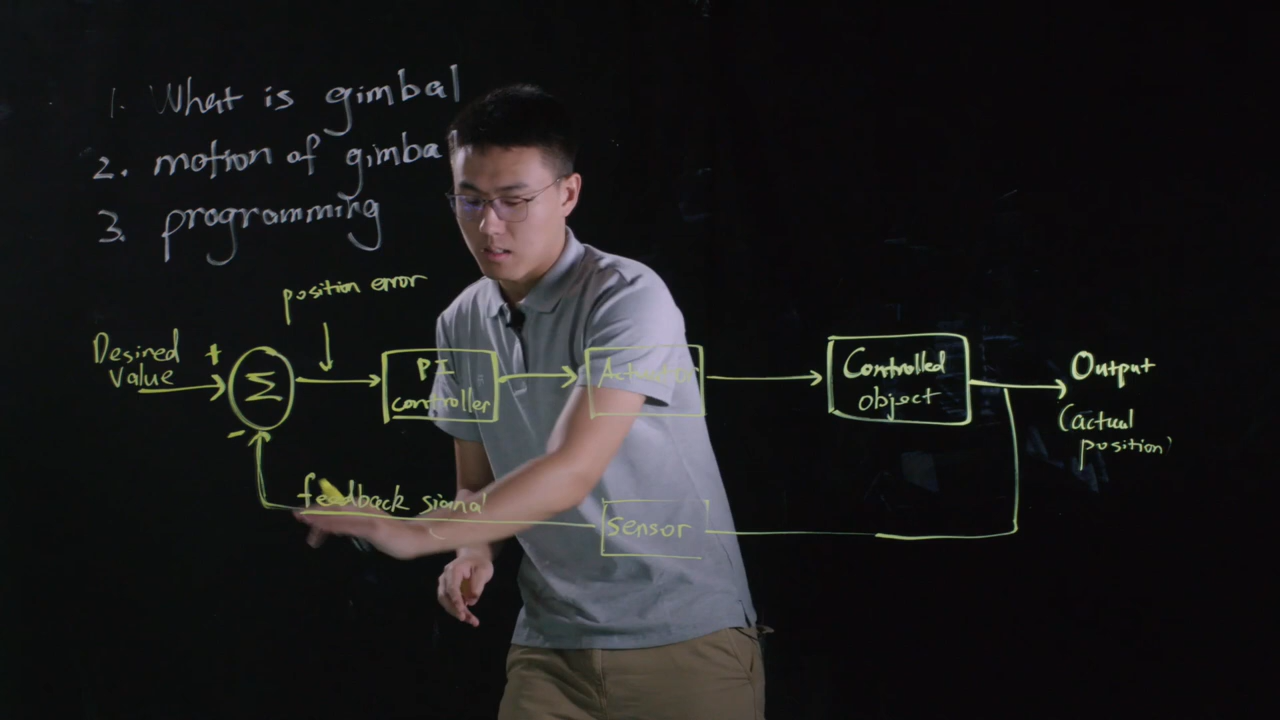 1. What is gimbal
2. motion of gimbal
3. programming
position error
Desired
Value
+
Σ
-
PI
controller
Actuator
Controlled
object
Output
(actual
position)
feedback signal
Sensor